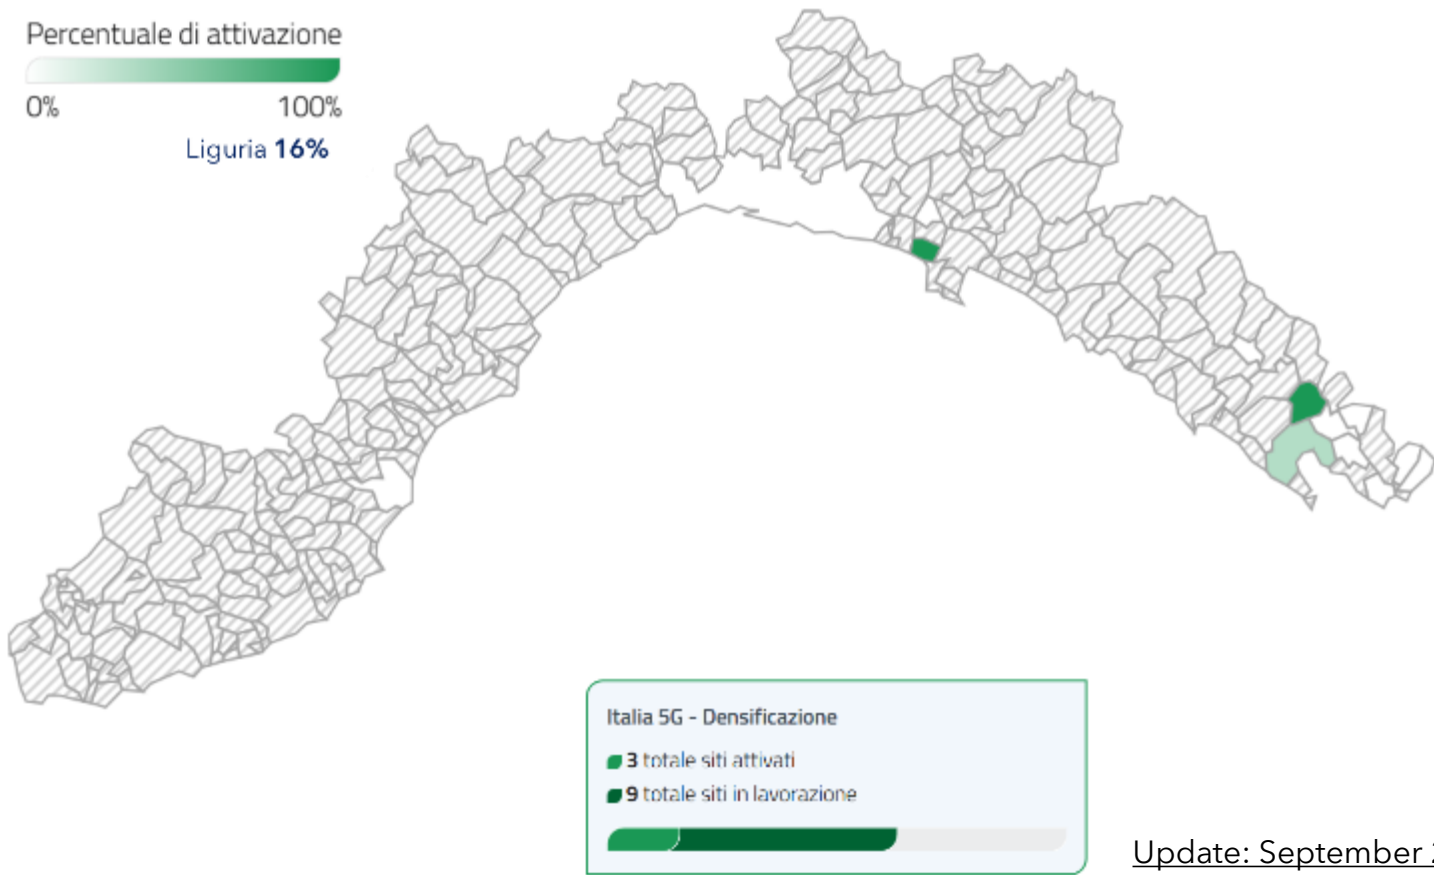 Percentuale di attivazione
0% 100%
Liguria 16%
Italia 5G - Densificazione
3 totale siti attivati
9 totale siti in lavorazione
Update: September